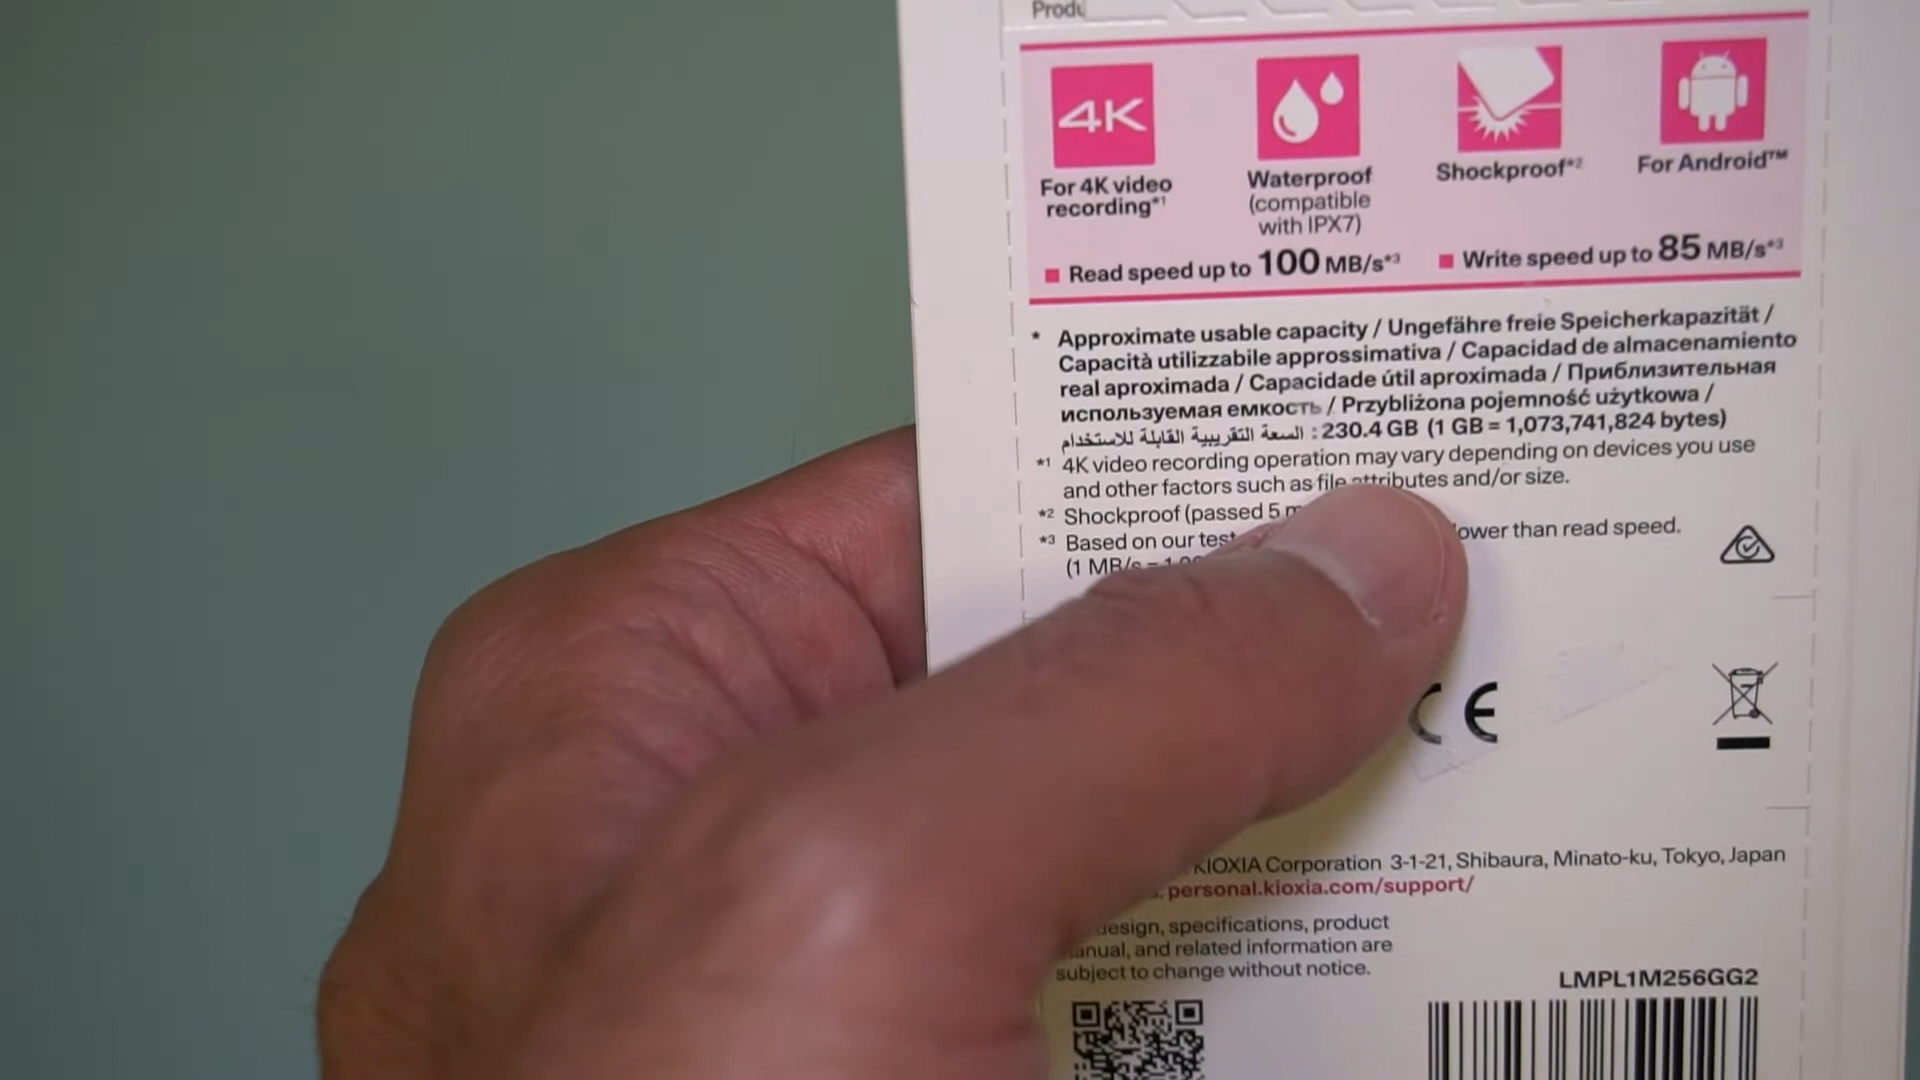 4K
For 4K video
recording*1
Waterproof
(compatible
with IPX7)
Shockproof*2
For Android™
Read speed up to 100 MB/s*3
Write speed up to 85 MB/s*3
* Approximate usable capacity / Ungefähre freie Speicherkapazität /
Capacità utilizzabile approssimativa / Capacidad de almacenamiento
real aproximada / Capacidade útil aproximada / Приблизительная
используемая емкость / Przybliżona pojemność użytkowa /
السعة التقريبية القابلة للاستخدام : 230.4 GB (1 GB = 1,073,741,824 bytes)
*1 4K video recording operation may vary depending on devices you use
and other factors such as file attributes and/or size.
*2 Shockproof (passed 5
*3 Based on our test than read speed.
(1 MB/s =
CE
KIOXIA Corporation 3-1-21, Shibaura, Minato-ku, Tokyo, Japan
personal.kioxia.com/support/
design, specifications, product
manual, and related information are
subject to change without notice.
LMPL1M256GG2